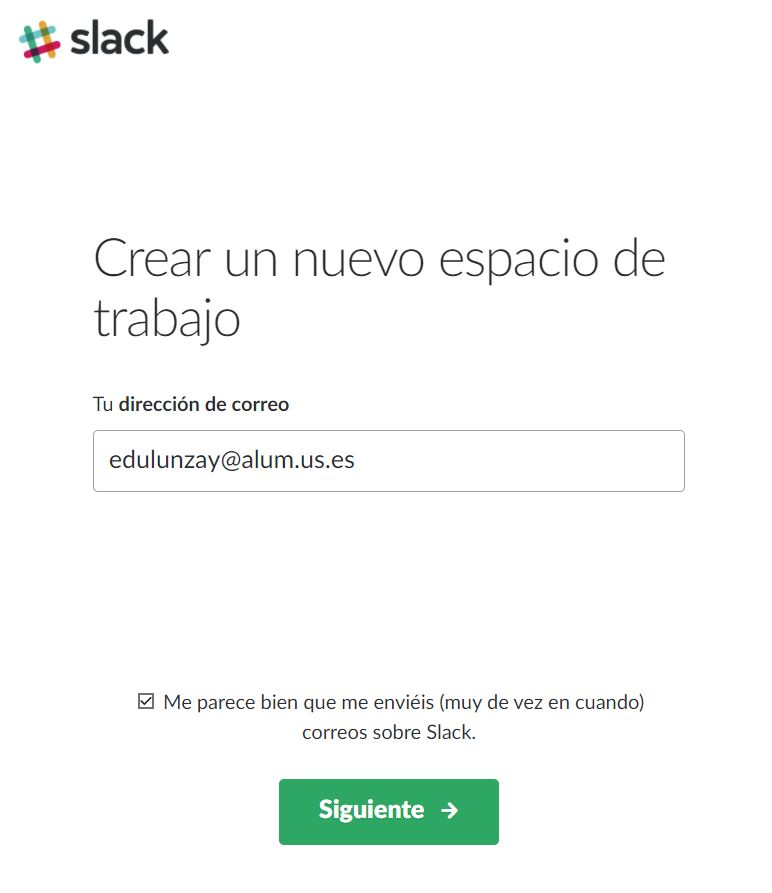 slack
Crear un nuevo espacio de
trabajo
Tu dirección de correo
edulunzay@alum.us.es
Me parece bien que me enviéis (muy de vez en cuando)
correos sobre Slack.
Siguiente →